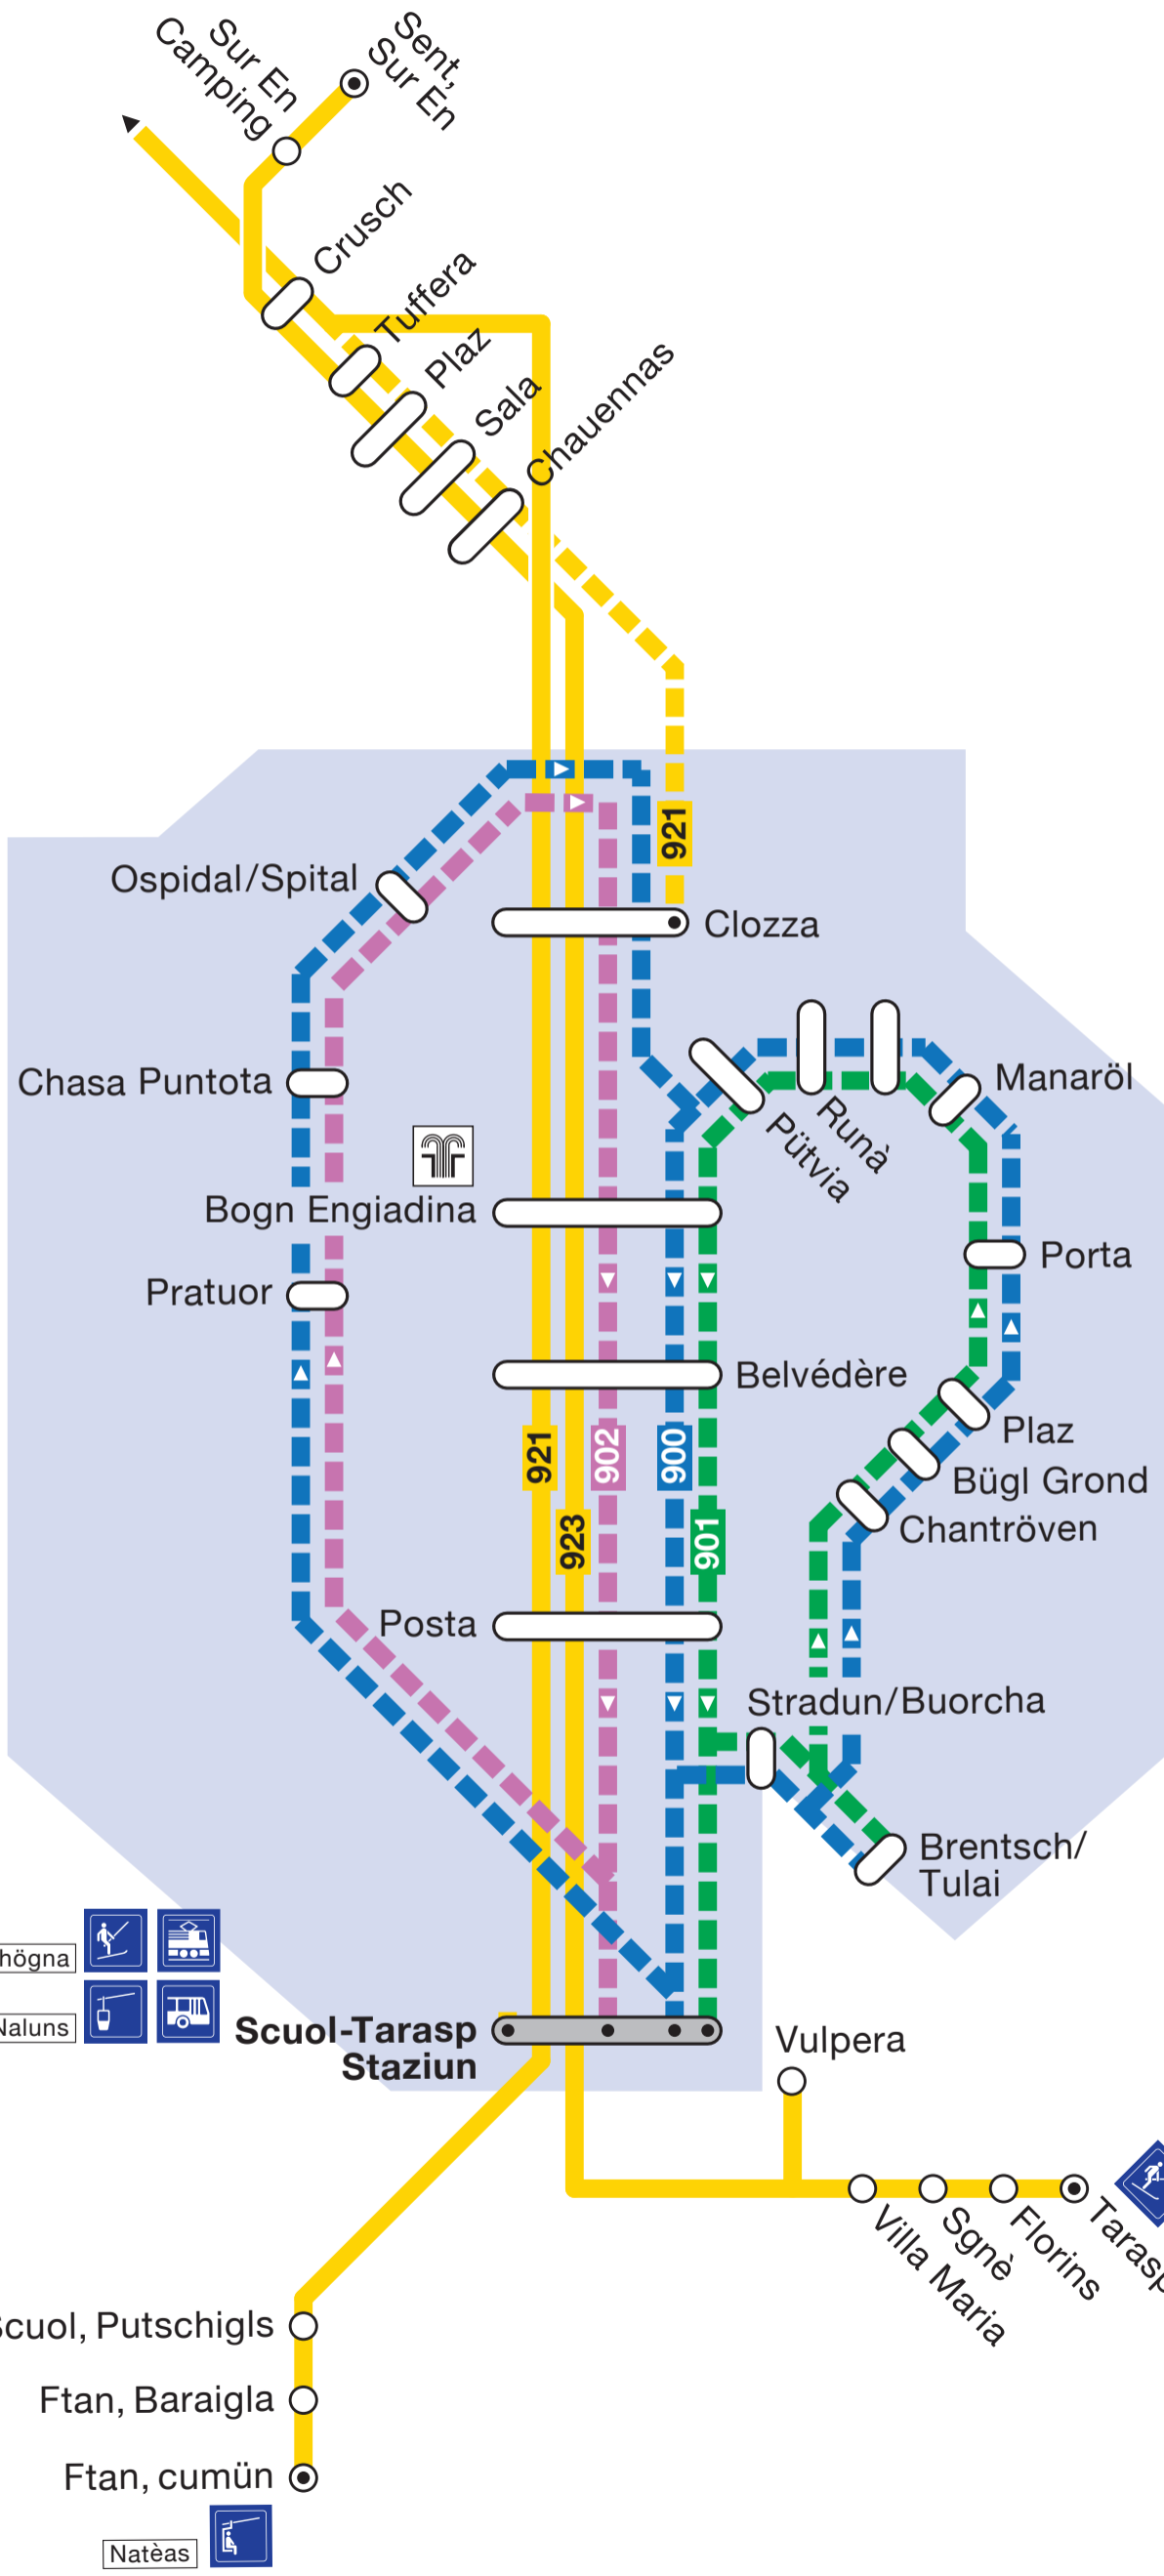 Sur En
Camping
Sent,
Sur En
Crusch
Tuffera
Plaz
Sala
Chauennas
921
Ospidal/Spital
Clozza
Chasa Puntota
Manaröl
Runà
Pütvia
Bogn Engiadina
Porta
Pratuor
Belvédère
Plaz
921
902
900
Bügl Grond
923
901
Chantröven
Posta
Stradun/Buorcha
Brentsch/
Tulai
Scuol-Tarasp
Staziun
Vulpera
Villa Maria
Sgnè
Florins
Tarasp
Scuol, Putschigls
Ftan, Baraigla
Ftan, cumün
Natèas